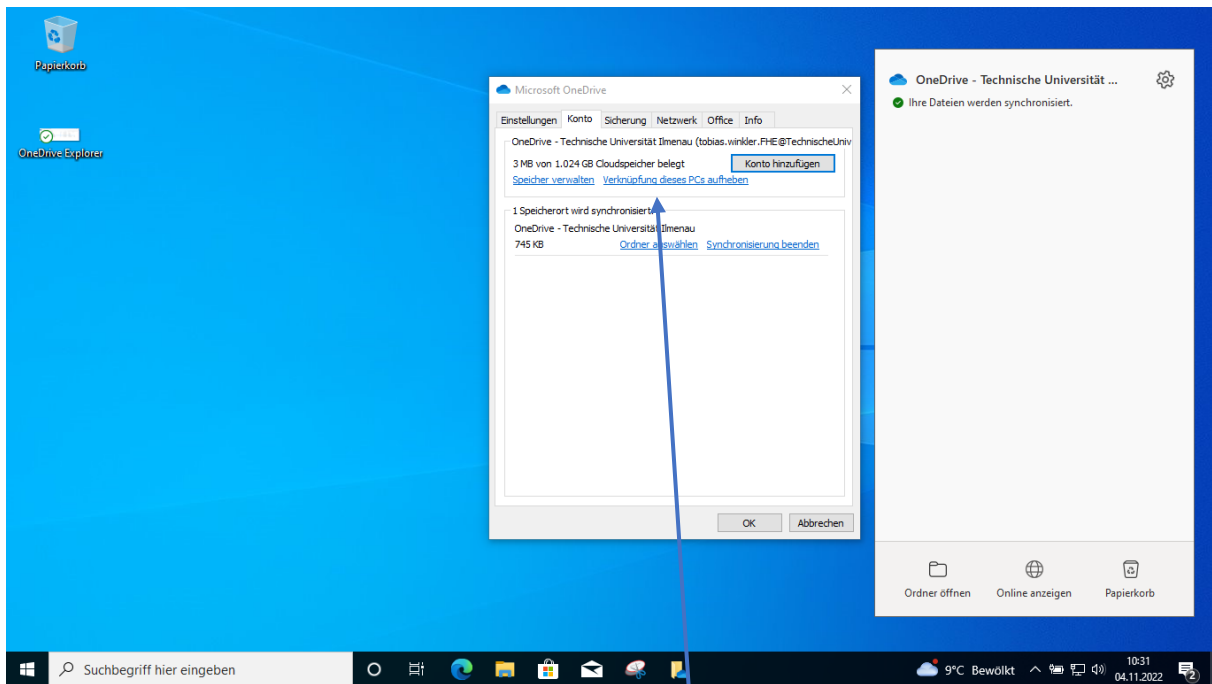 Papierkorb
OneDrive Explorer
Microsoft OneDrive
Einstellungen Konto Sicherung Netzwerk Office Info
OneDrive - Technische Universität Ilmenau (tobias.winkler.FHE@TechnischeUniv
3 MB von 1.024 GB Cloudspeicher belegt Konto hinzufügen
Speicher verwalten Verknüpfung dieses PCs aufheben
1 Speicherort wird synchronisiert
OneDrive - Technische Universität Ilmenau
745 KB Ordner auswählen Synchronisierung beenden
OK Abbrechen
OneDrive - Technische Universität ...
Ihre Dateien werden synchronisiert.
Ordner öffnen Online anzeigen Papierkorb
Suchbegriff hier eingeben
9°C Bewölkt
10:31
04.11.2022
2